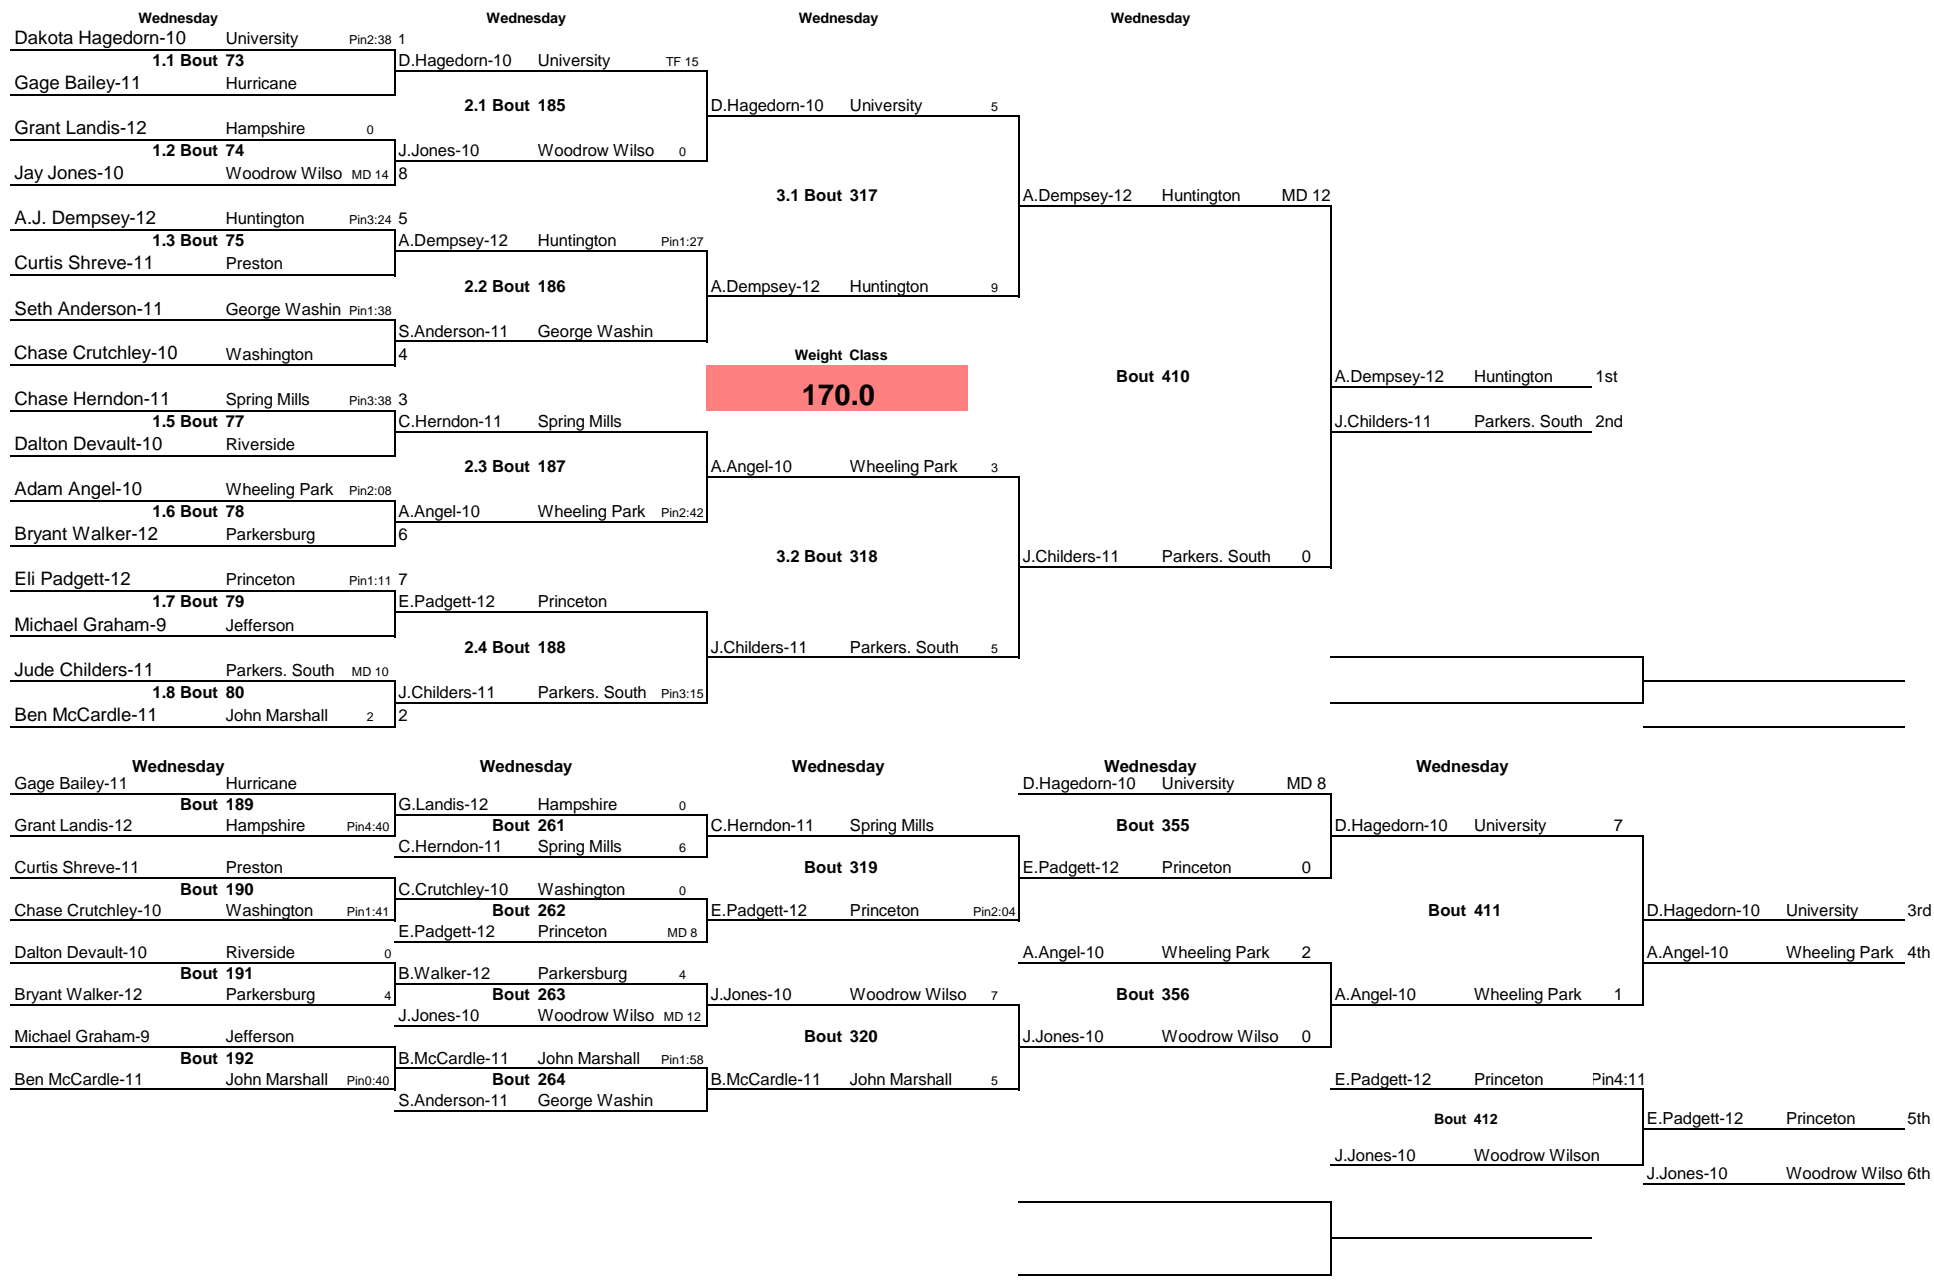 Wednesday Wednesday Wednesday Wednesday
Dakota Hagedorn-10 University Pin2:38 1
1.1 Bout 73 D.Hagedorn-10 University TF 15
Gage Bailey-11 Hurricane
2.1 Bout 185 D.Hagedorn-10 University 5
Grant Landis-12 Hampshire 0
1.2 Bout 74 J.Jones-10 Woodrow Wilso 0
Jay Jones-10 Woodrow Wilso MD 14 8
3.1 Bout 317 A.Dempsey-12 Huntington MD 12
A.J. Dempsey-12 Huntington Pin3:24 5
1.3 Bout 75 A.Dempsey-12 Huntington Pin1:27
Curtis Shreve-11 Preston
2.2 Bout 186 A.Dempsey-12 Huntington 9
Seth Anderson-11 George Washin Pin1:38
S.Anderson-11 George Washin
Chase Crutchley-10 Washington 4 Weight Class
Bout 410 A.Dempsey-12 Huntington 1st
Chase Herndon-11 Spring Mills Pin3:38 3 170.0
1.5 Bout 77 C.Herndon-11 Spring Mills J.Childers-11 Parkers. South 2nd
Dalton Devault-10 Riverside
2.3 Bout 187 A.Angel-10 Wheeling Park 3
Adam Angel-10 Wheeling Park Pin2:08
1.6 Bout 78 A.Angel-10 Wheeling Park Pin2:42
Bryant Walker-12 Parkersburg 6
3.2 Bout 318 J.Childers-11 Parkers. South 0
Eli Padgett-12 Princeton Pin1:11 7
1.7 Bout 79 E.Padgett-12 Princeton
Michael Graham-9 Jefferson
2.4 Bout 188 J.Childers-11 Parkers. South 5
Jude Childers-11 Parkers. South MD 10
1.8 Bout 80 J.Childers-11 Parkers. South Pin3:15
Ben McCardle-11 John Marshall 2 2
Wednesday Wednesday Wednesday Wednesday Wednesday
Gage Bailey-11 Hurricane D.Hagedorn-10 University MD 8
Bout 189 G.Landis-12 Hampshire 0
Grant Landis-12 Hampshire Pin4:40 Bout 261 C.Herndon-11 Spring Mills Bout 355 D.Hagedorn-10 University 7
C.Herndon-11 Spring Mills 6
Curtis Shreve-11 Preston Bout 319 E.Padgett-12 Princeton 0
Bout 190 C.Crutchley-10 Washington 0
Chase Crutchley-10 Washington Pin1:41 Bout 262 E.Padgett-12 Princeton Pin2:04 Bout 411 D.Hagedorn-10 University 3rd
E.Padgett-12 Princeton MD 8
Dalton Devault-10 Riverside 0 A.Angel-10 Wheeling Park 2 A.Angel-10 Wheeling Park 4th
Bout 191 B.Walker-12 Parkersburg 4
Bryant Walker-12 Parkersburg 4 Bout 263 J.Jones-10 Woodrow Wilso 7 Bout 356 A.Angel-10 Wheeling Park 1
J.Jones-10 Woodrow Wilso MD 12
Michael Graham-9 Jefferson Bout 320 J.Jones-10 Woodrow Wilso 0
Bout 192 B.McCardle-11 John Marshall Pin1:58
Ben McCardle-11 John Marshall Pin0:40 Bout 264 B.McCardle-11 John Marshall 5 E.Padgett-12 Princeton Pin4:11
S.Anderson-11 George Washin
Bout 412 E.Padgett-12 Princeton 5th
J.Jones-10 Woodrow Wilson
J.Jones-10 Woodrow Wilso 6th